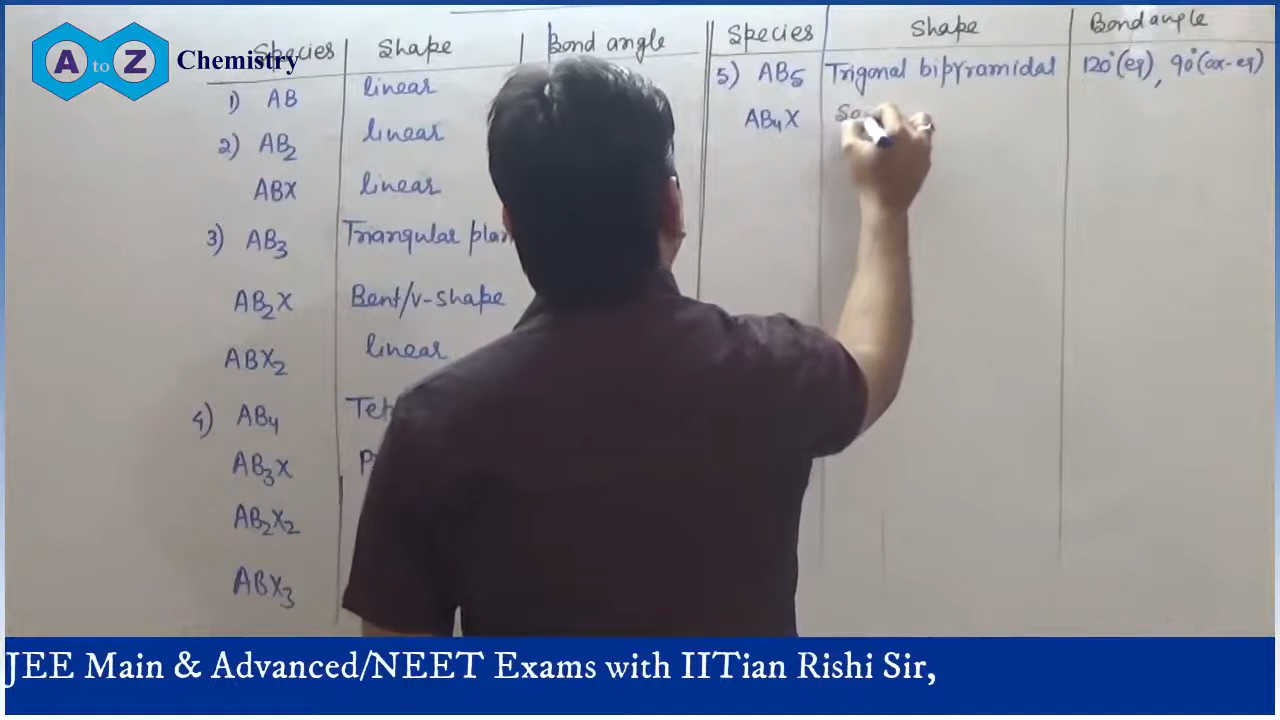 A to Z Chemistry
Species Shape Bond angle
1) AB linear
2) AB2 linear
ABX linear
3) AB3 Triangular
AB2X Bent/v-shape
ABX2 linear
4) AB4
AB3X
AB2X2
ABX3
Species Shape Bond angle
5) AB5 Trigonal bipyramidal 120°(eq), 90°(ax-eq)
AB4X
JEE Main & Advanced/NEET Exams with IITian Rishi Sir,